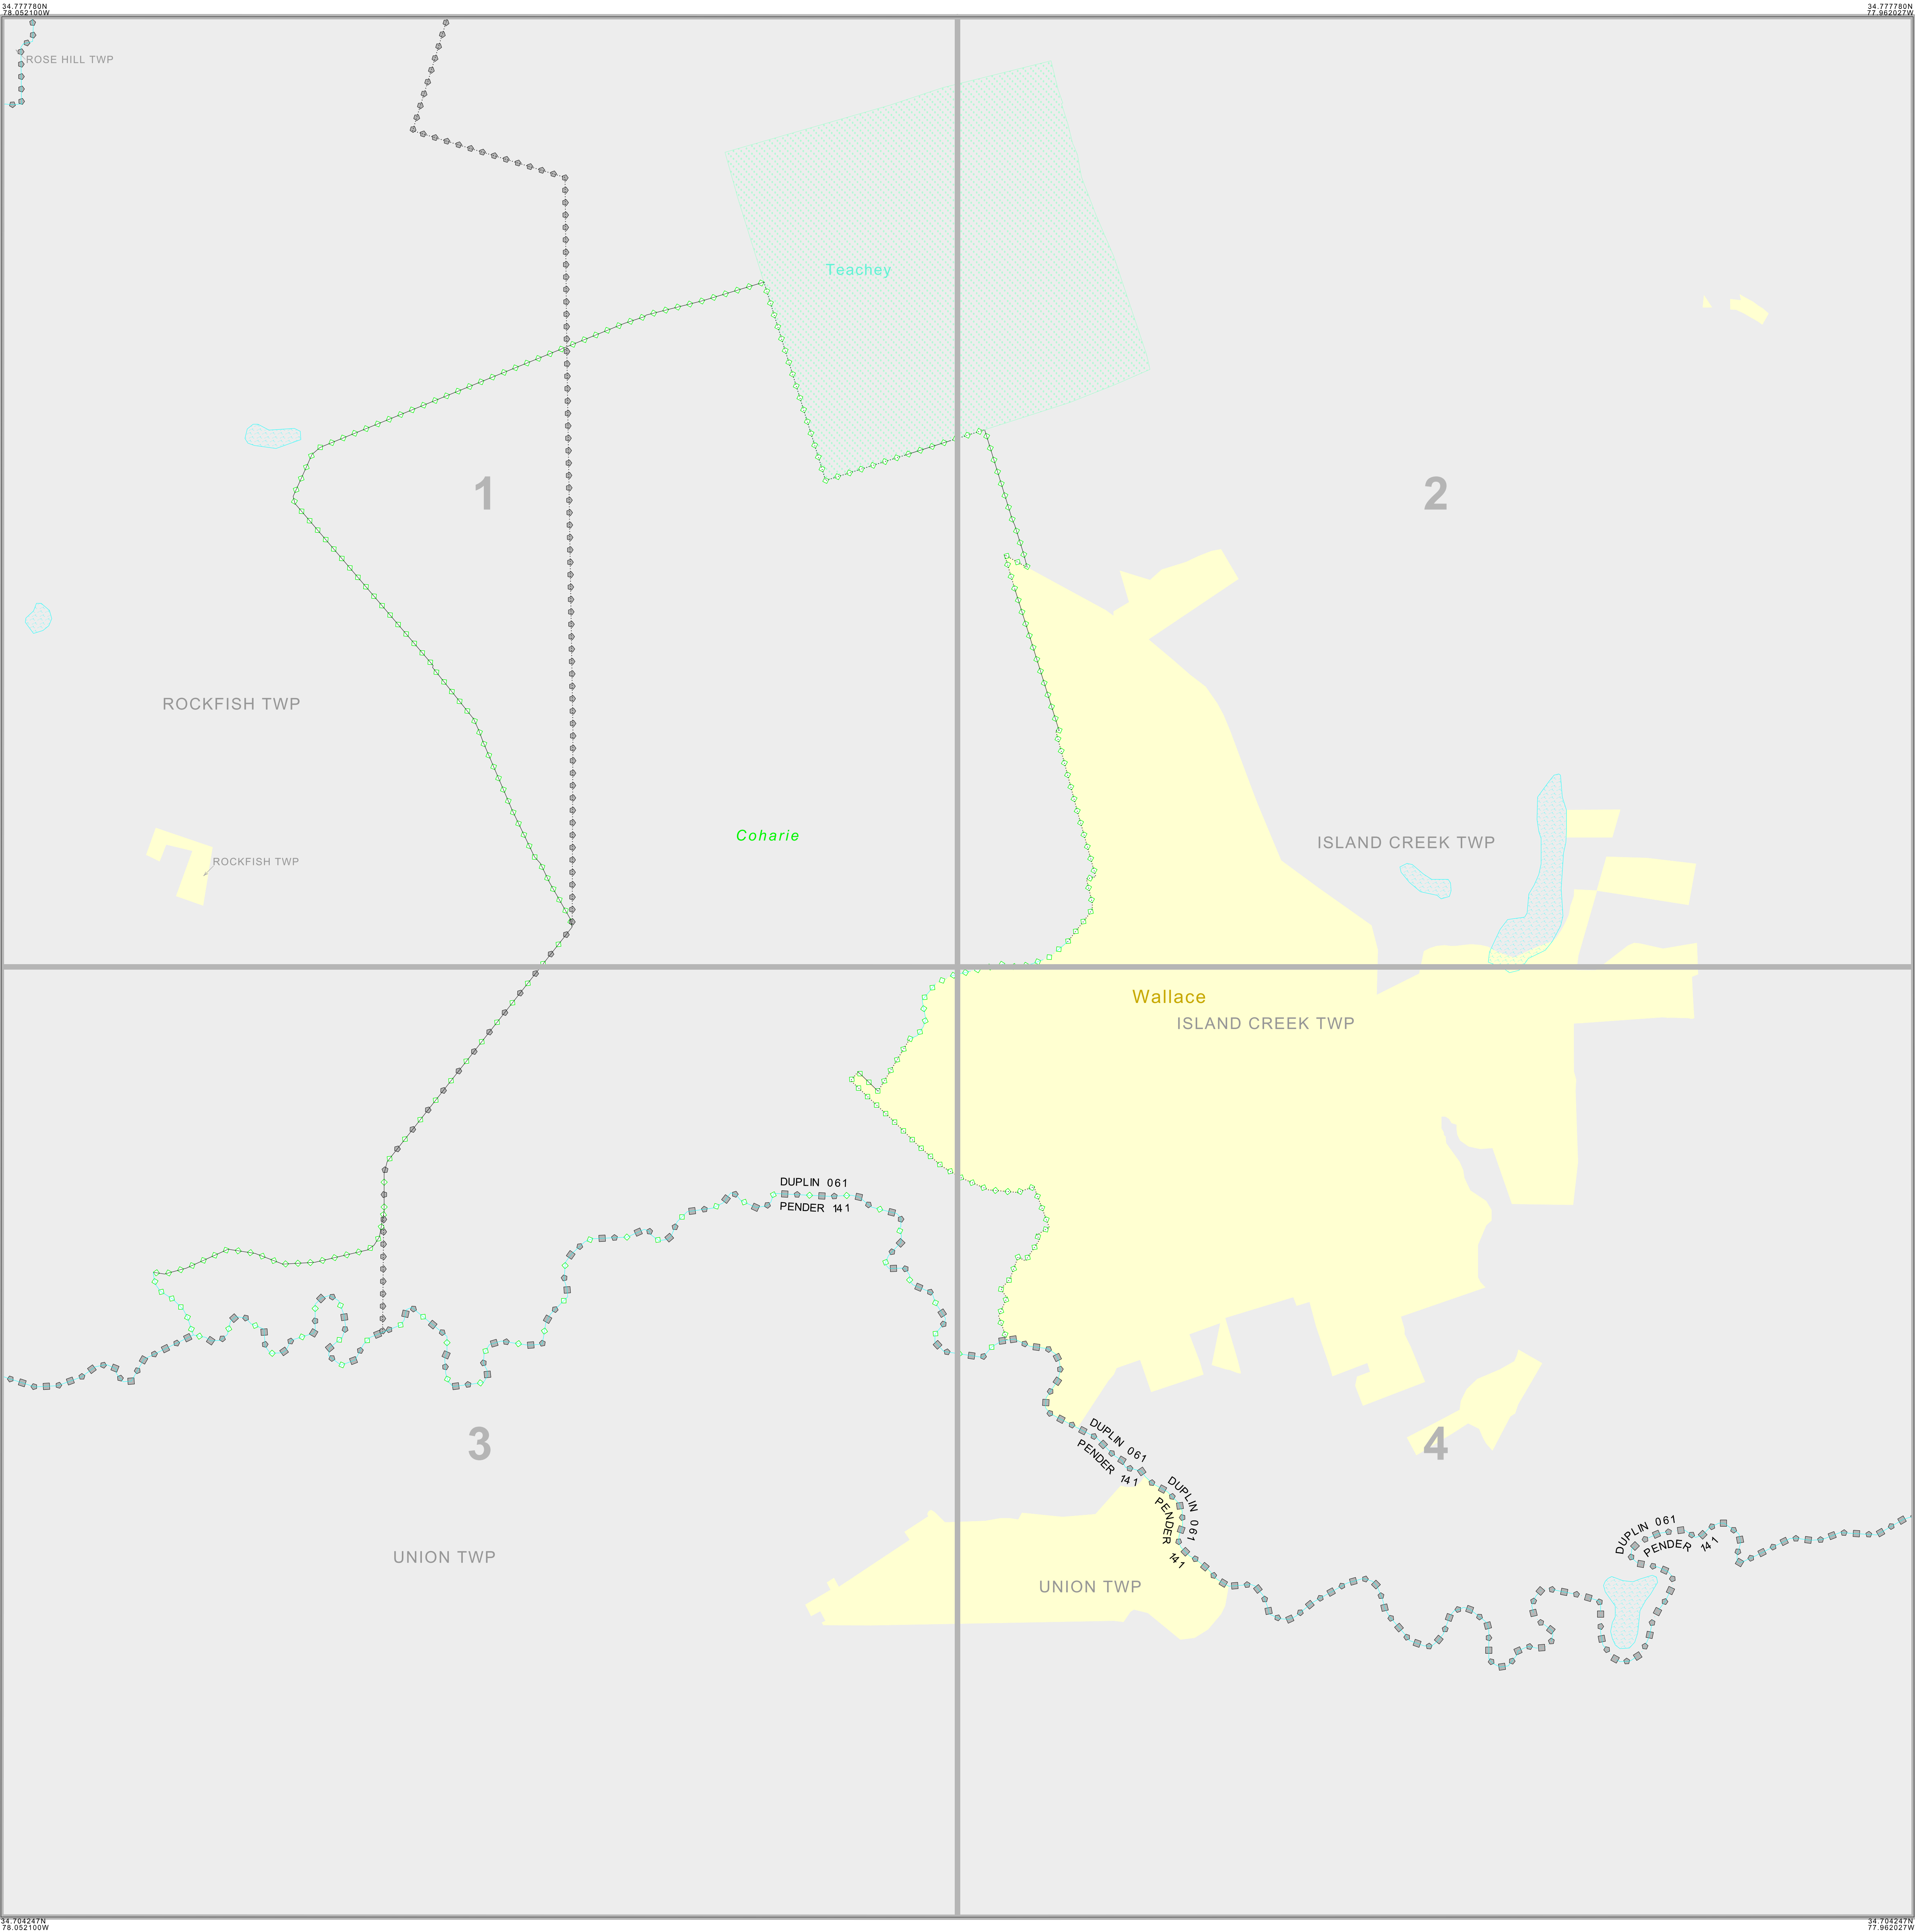 34.777780N
78.052100W
34.777780N
77.962027W
ROSE HILL TWP
Teachey
1
2
ROCKFISH TWP
Coharie
ISLAND CREEK TWP
ROCKFISH TWP
Wallace
ISLAND CREEK TWP
DUPLIN 061
PENDER 141
3
4
DUPLIN 061
PENDER 141
DUPLIN 061
PENDER 141
DUPLIN 061
PENDER 141
UNION TWP
UNION TWP
34.704247N
78.052100W
34.704247N
77.962027W